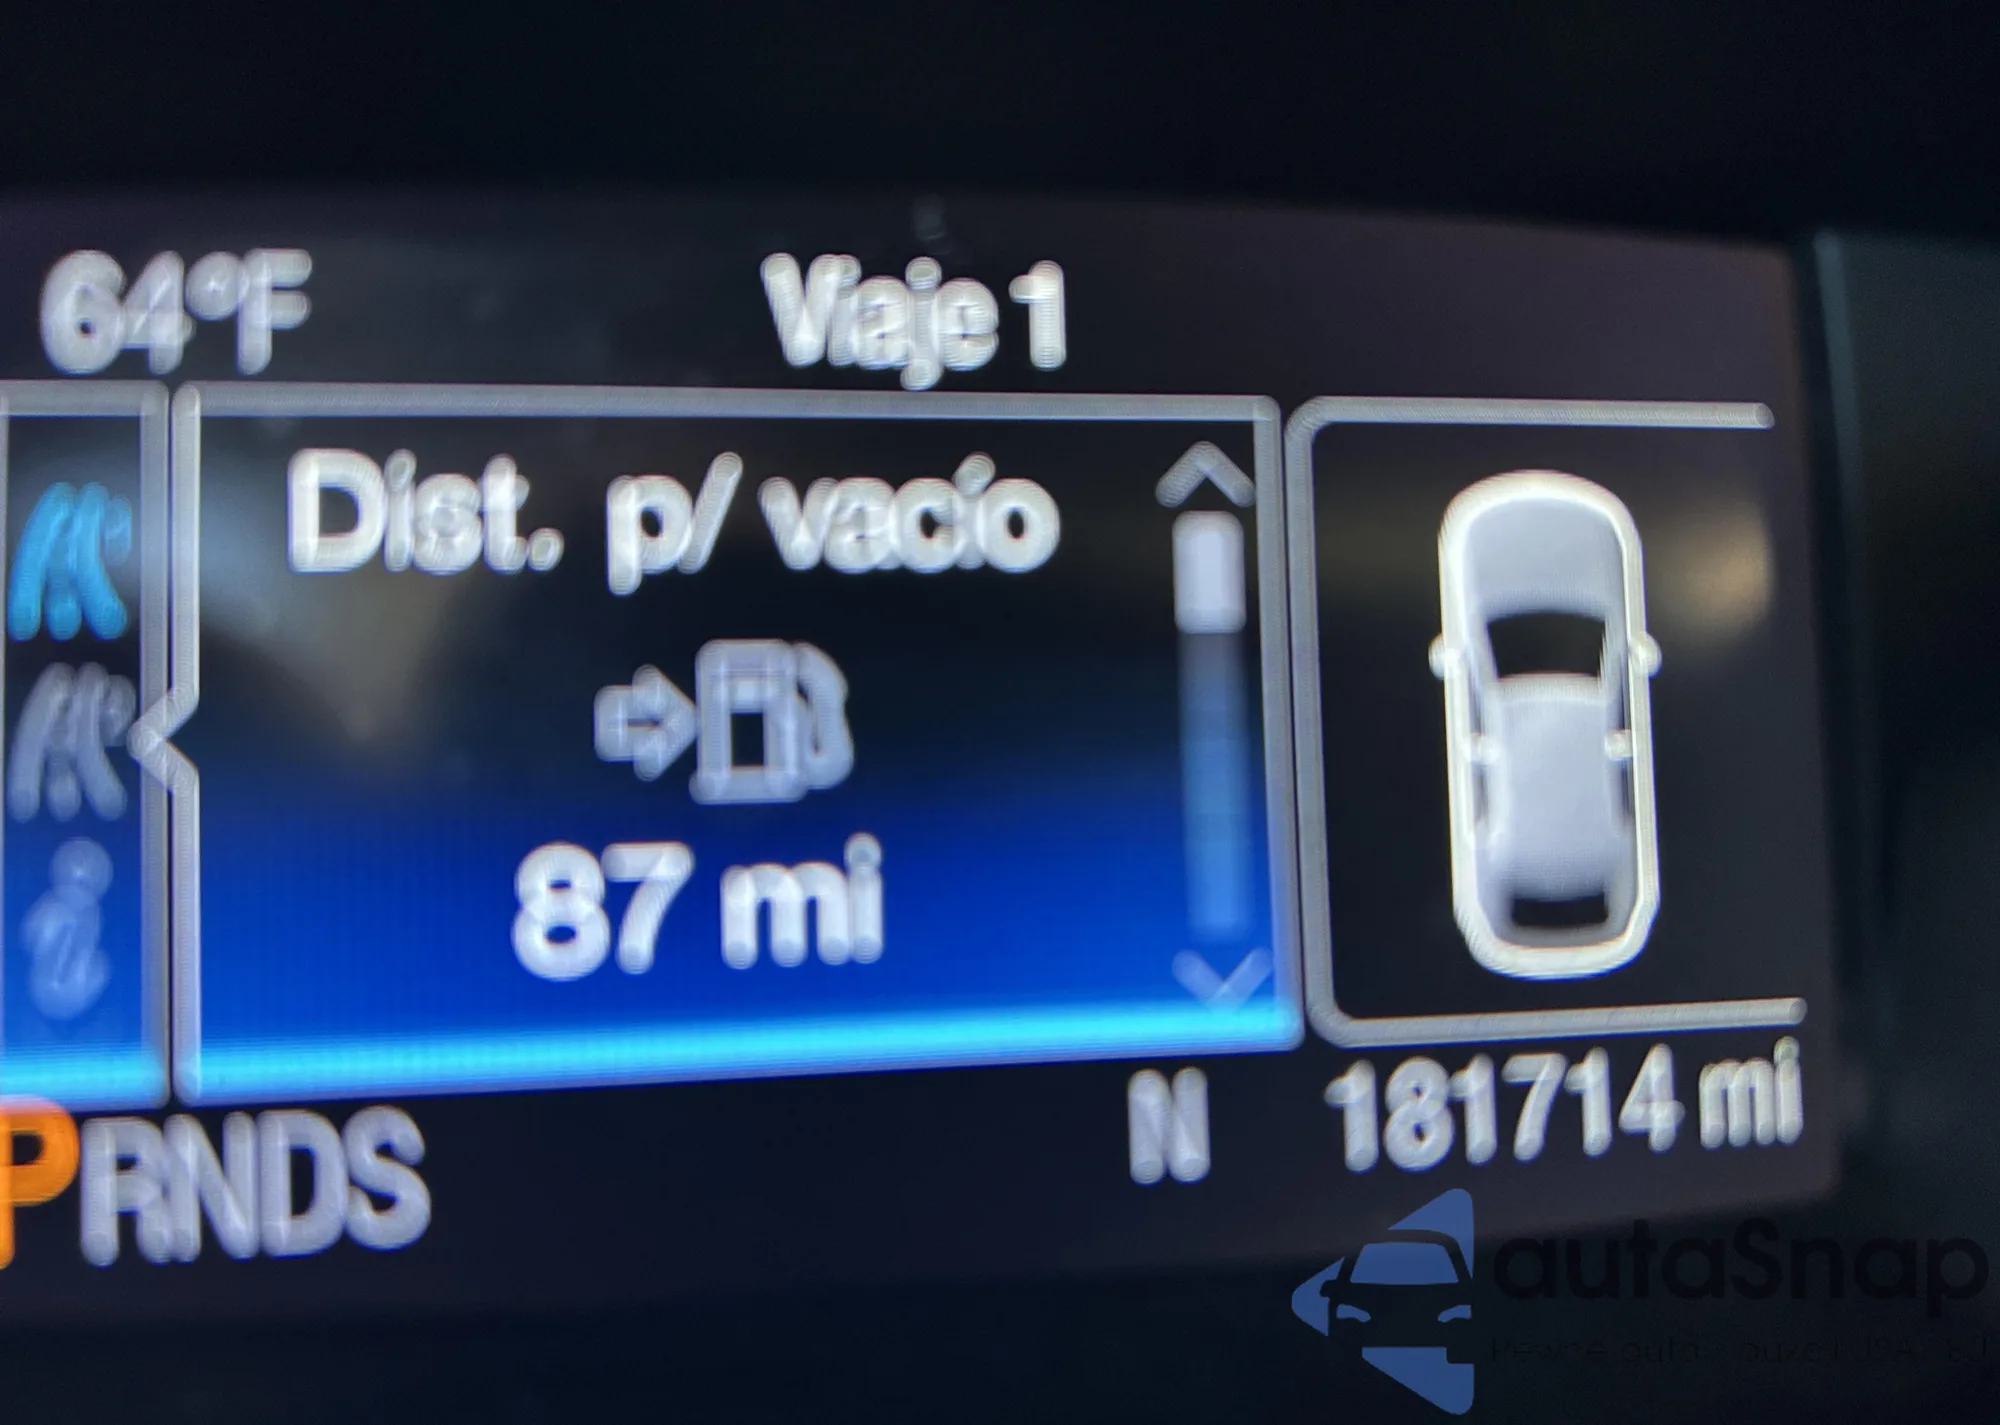 64°F
Viaje 1
Dist. p/ vacío
87 mi
N
181714 mi
PRNDS
autaSnap